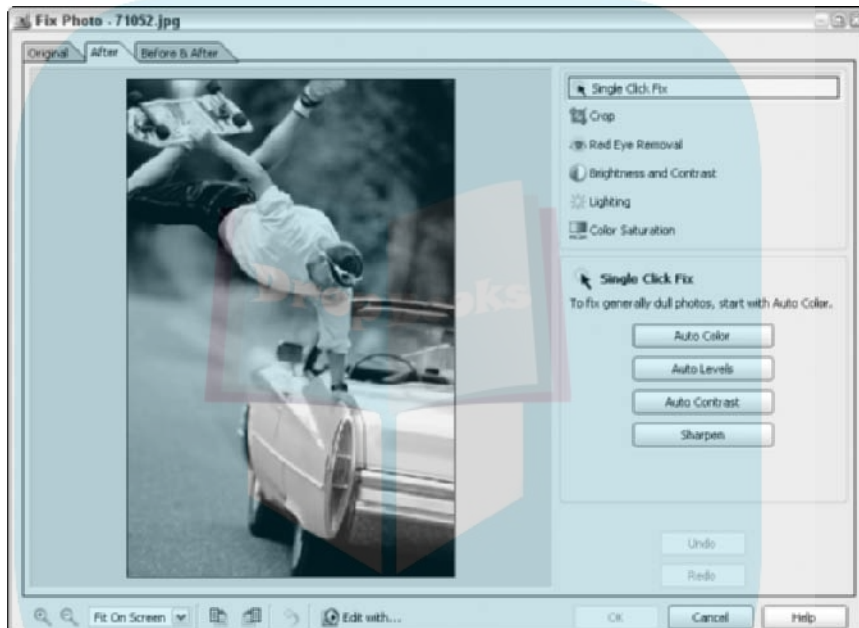 Fix Photo - 71052.jpg
Original
After
Before & After
Single Click Fix
Crop
Red Eye Removal
Brightness and Contrast
Lighting
Color Saturation
Single Click Fix
To fix generally dull photos, start with Auto Color.
Auto Color
Auto Levels
Auto Contrast
Sharpen
Undo
Redo
Fit On Screen
Edit with...
OK
Cancel
Help